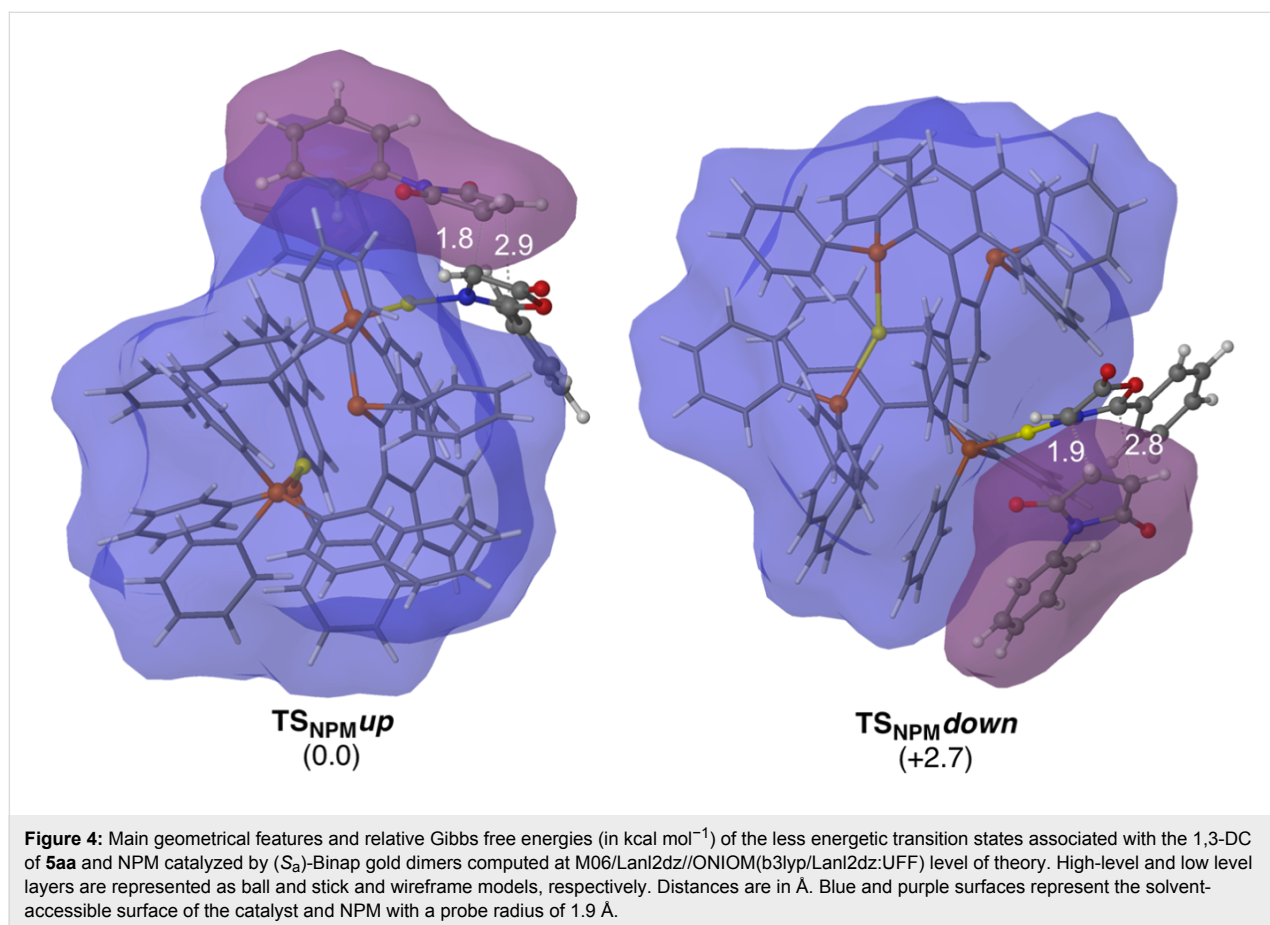 1.8 2.9
1.9 2.8
TSNPMup
(0.0)
TSNPMdown
(+2.7)
Figure 4: Main geometrical features and relative Gibbs free energies (in kcal mol−1) of the less energetic transition states associated with the 1,3-DC
of 5aa and NPM catalyzed by (Sa)-Binap gold dimers computed at M06/Lanl2dz//ONIOM(b3lyp/Lanl2dz:UFF) level of theory. High-level and low level
layers are represented as ball and stick and wireframe models, respectively. Distances are in Å. Blue and purple surfaces represent the solvent-
accessible surface of the catalyst and NPM with a probe radius of 1.9 Å.